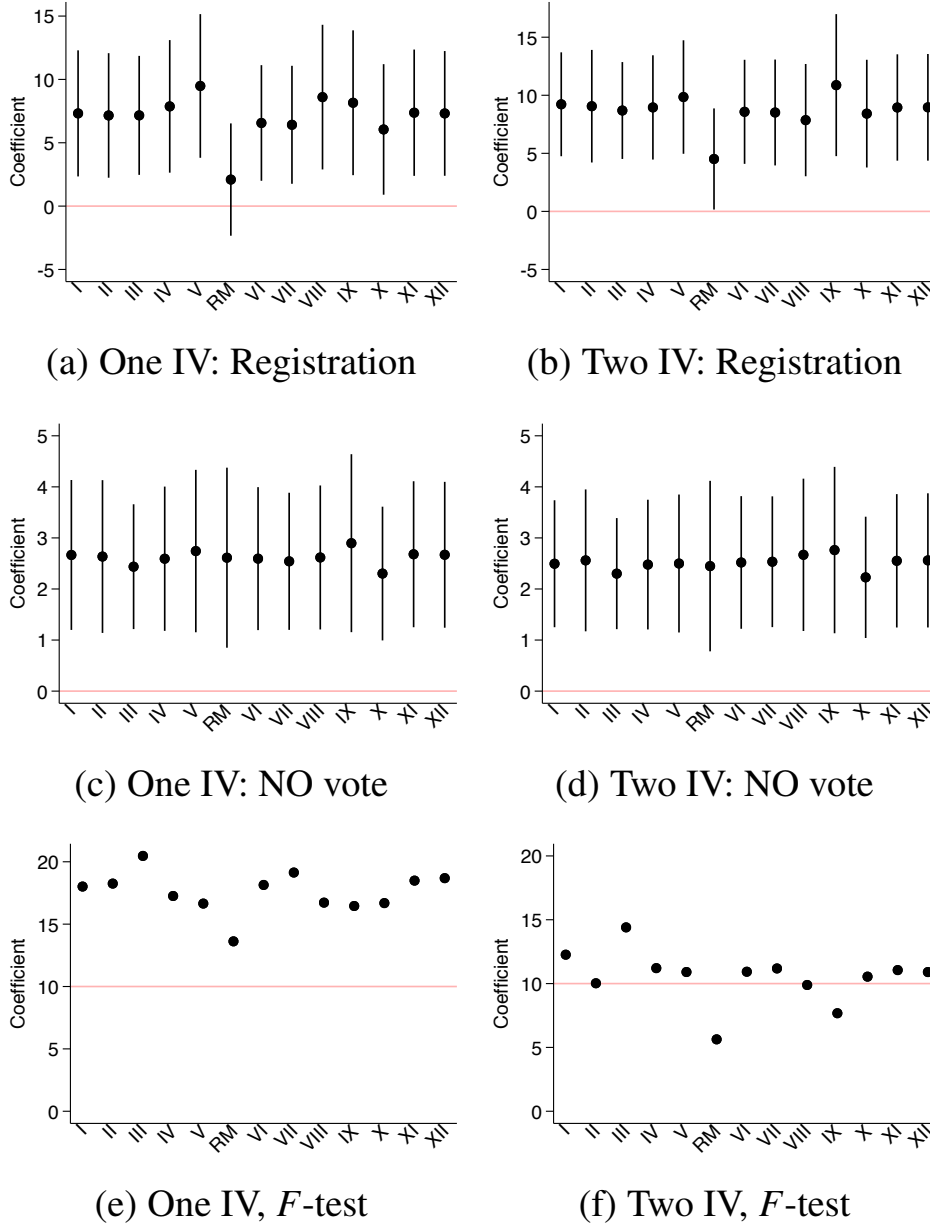 15
10
5
0
-5
Coefficient
I II III IV V RM VI VII VIII IX X XI XII
(a) One IV: Registration
15
10
5
0
-5
Coefficient
I II III IV V RM VI VII VIII IX X XI XII
(b) Two IV: Registration
5
4
3
2
1
0
Coefficient
I II III IV V RM VI VII VIII IX X XI XII
(c) One IV: NO vote
5
4
3
2
1
0
Coefficient
I II III IV V RM VI VII VIII IX X XI XII
(d) Two IV: NO vote
20
15
10
5
0
Coefficient
I II III IV V RM VI VII VIII IX X XI XII
(e) One IV, F-test
20
15
10
5
0
Coefficient
I II III IV V RM VI VII VIII IX X XI XII
(f) Two IV, F-test